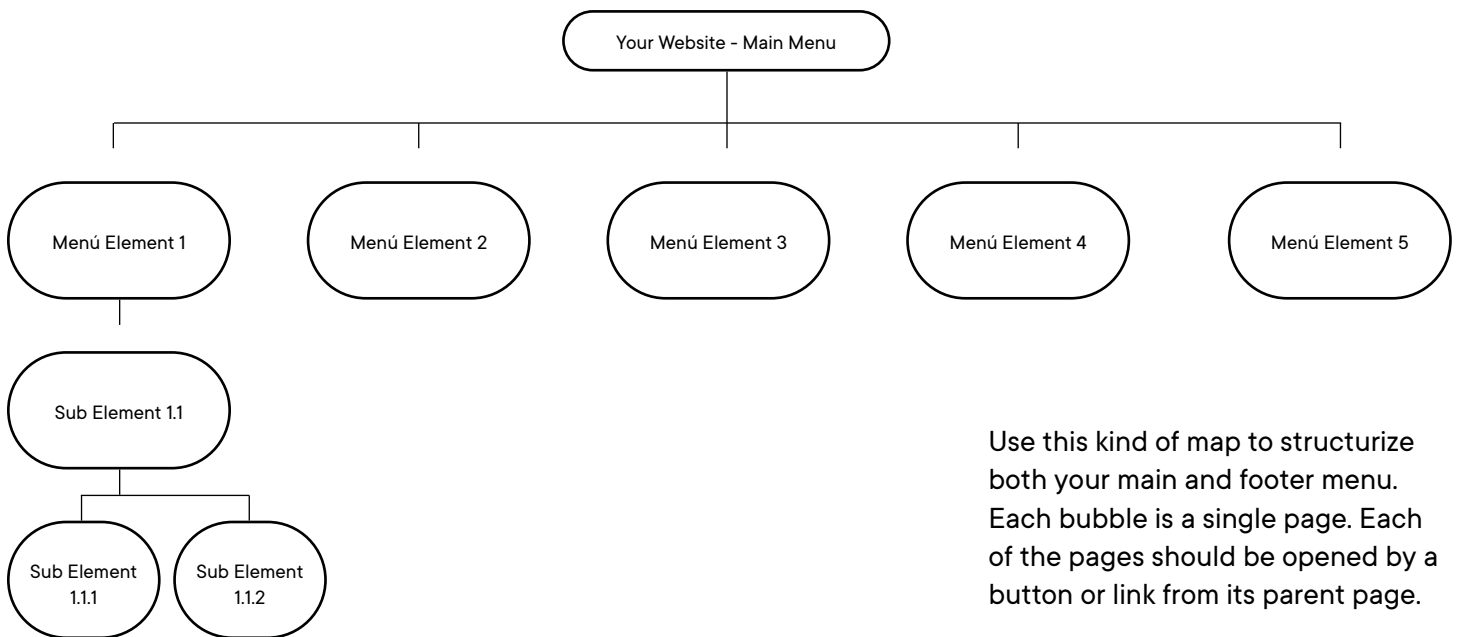 Your Website - Main Menu
Menú Element 1
Menú Element 2
Menú Element 3
Menú Element 4
Menú Element 5
Sub Element 1.1
Sub Element
1.1.1
Sub Element
1.1.2
Use this kind of map to structurize
both your main and footer menu.
Each bubble is a single page. Each
of the pages should be opened by a
button or link from its parent page.